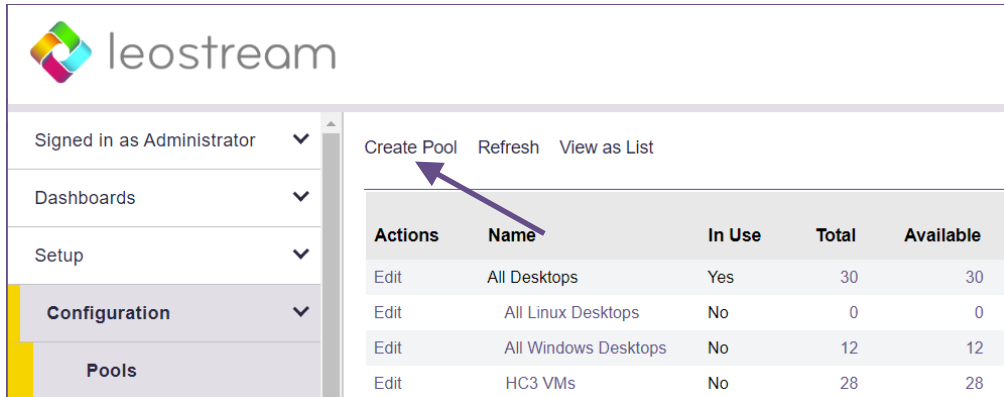 leostream
Signed in as Administrator
Dashboards
Setup
Configuration
Pools
Create Pool Refresh View as List
Actions Name In Use Total Available
Edit All Desktops Yes 30 30
Edit All Linux Desktops No 0 0
Edit All Windows Desktops No 12 12
Edit HC3 VMs No 28 28